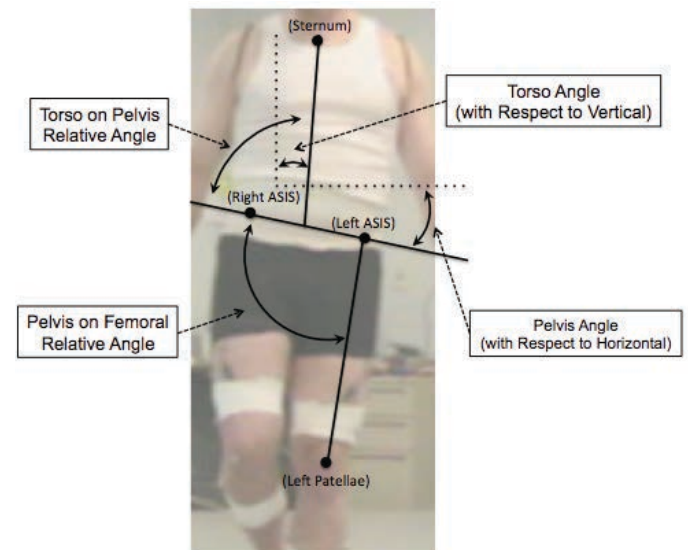 (Sternum)
Torso Angle
(with Respect to Vertical)
Torso on Pelvis
Relative Angle
(Right ASIS)
(Left ASIS)
Pelvis on Femoral
Relative Angle
Pelvis Angle
(with Respect to Horizontal)
(Left Patellae)